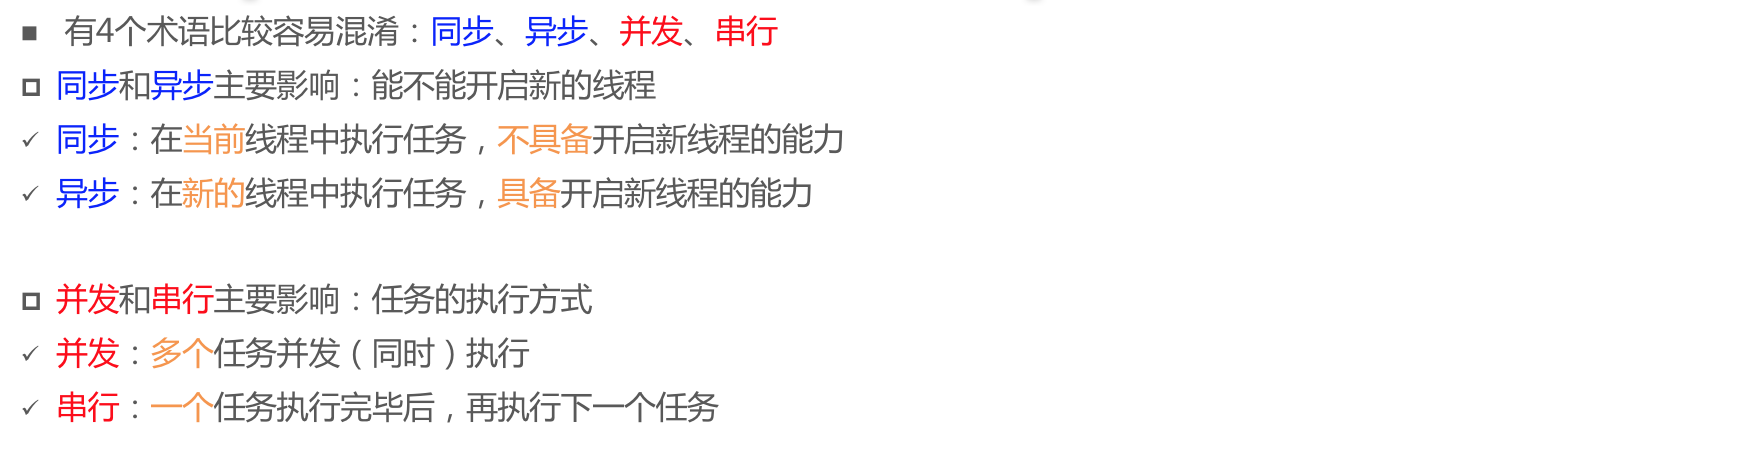 有4个术语比较容易混淆：同步、异步、并发、串行
同步和异步主要影响：能不能开启新的线程
同步：在当前线程中执行任务，不具备开启新线程的能力
异步：在新的线程中执行任务，具备开启新线程的能力
并发和串行主要影响：任务的执行方式
并发：多个任务并发（同时）执行
串行：一个任务执行完毕后，再执行下一个任务